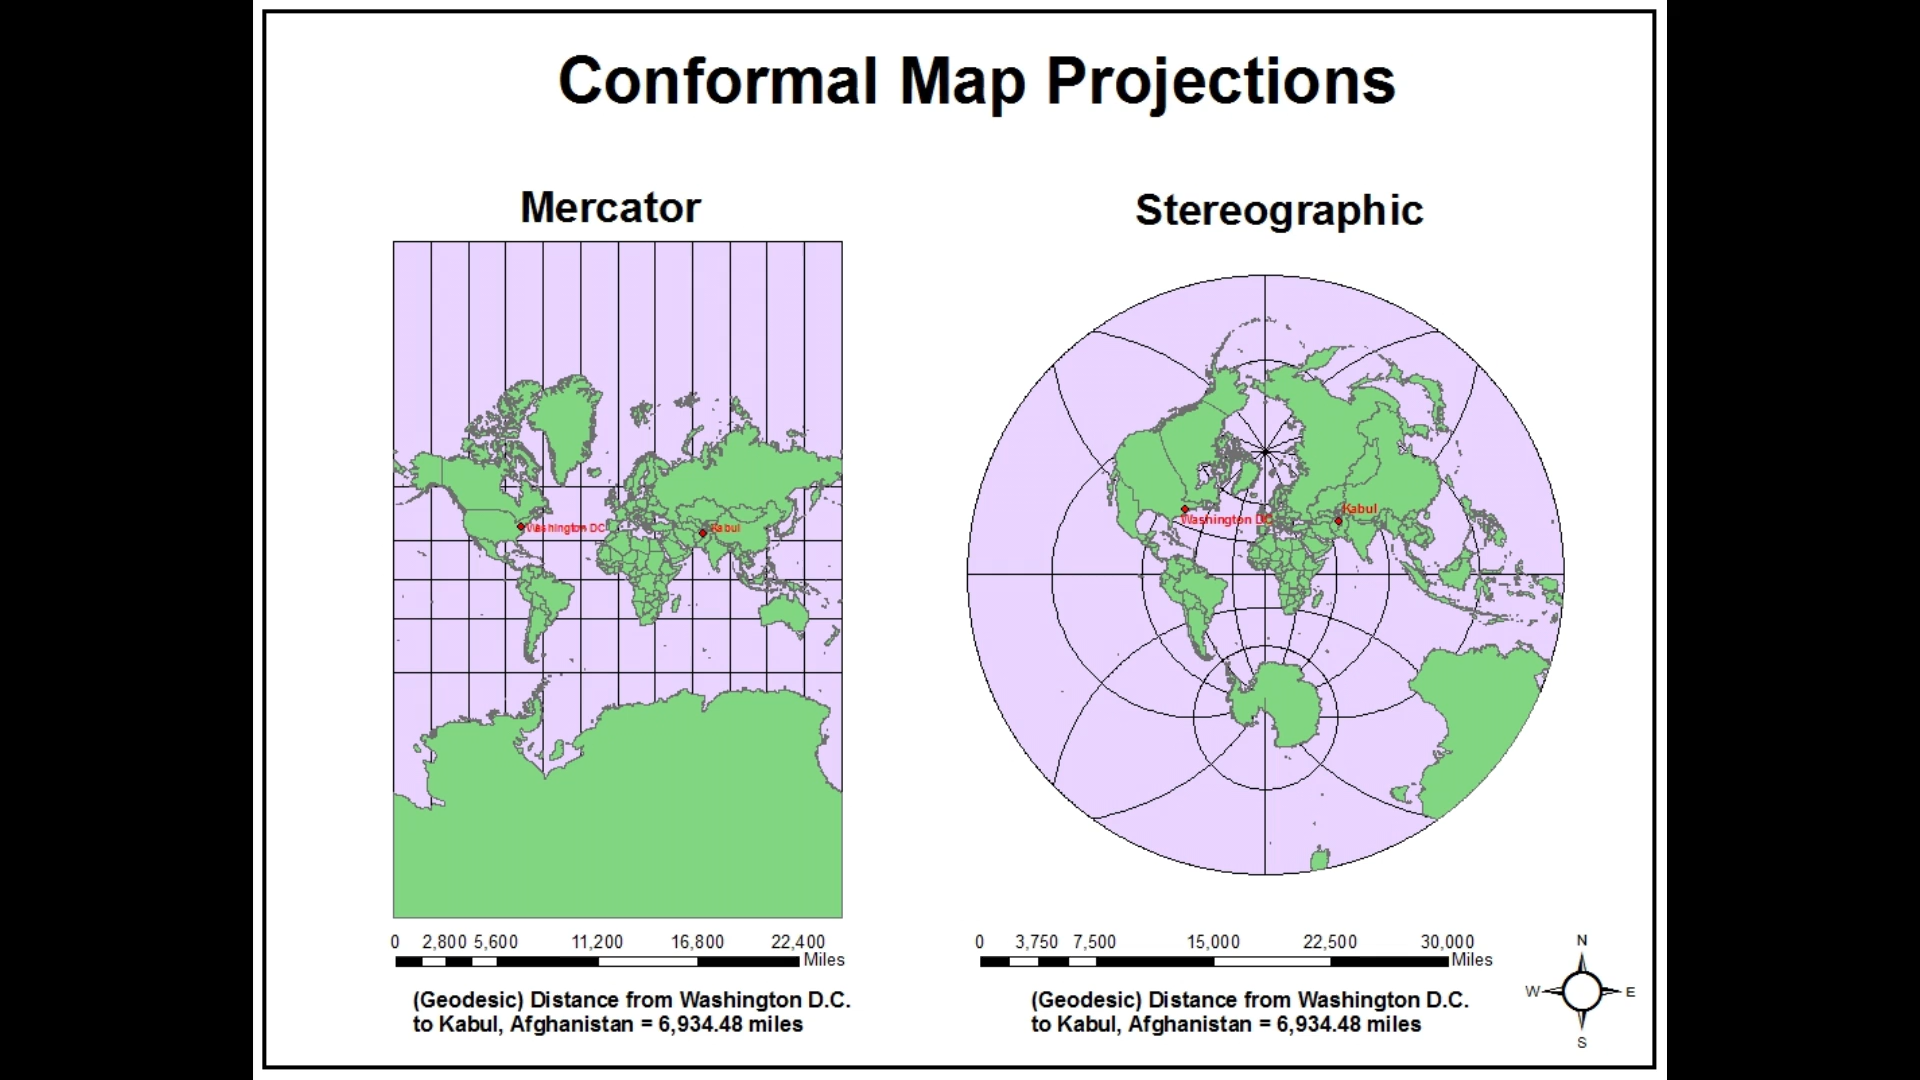 Conformal Map Projections
Mercator
Stereographic
Washington DC
Kabul
Washington DC
Kabul
0 2,800 5,600 11,200 16,800 22,400
Miles
0 3,750 7,500 15,000 22,500 30,000
Miles
(Geodesic) Distance from Washington D.C.
to Kabul, Afghanistan = 6,934.48 miles
(Geodesic) Distance from Washington D.C.
to Kabul, Afghanistan = 6,934.48 miles
N
W E
S